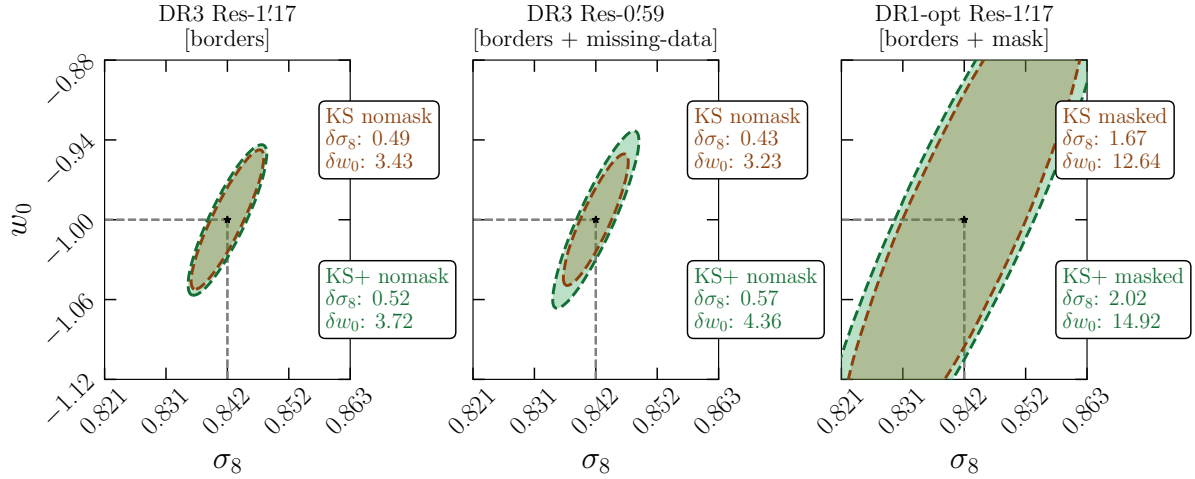 DR3 Res-1.′17
[borders]
DR3 Res-0.′59
[borders + missing-data]
DR1-opt Res-1.′17
[borders + mask]
w₀
−0.88
−0.94
−1.00
−1.06
−1.12
KS nomask
δσ₈: 0.49
δw₀: 3.43
KS+ nomask
δσ₈: 0.52
δw₀: 3.72
KS nomask
δσ₈: 0.43
δw₀: 3.23
KS+ nomask
δσ₈: 0.57
δw₀: 4.36
KS masked
δσ₈: 1.67
δw₀: 12.64
KS+ masked
δσ₈: 2.02
δw₀: 14.92
0.821 0.831 0.842 0.852 0.863
0.821 0.831 0.842 0.852 0.863
0.821 0.831 0.842 0.852 0.863
σ₈
σ₈
σ₈